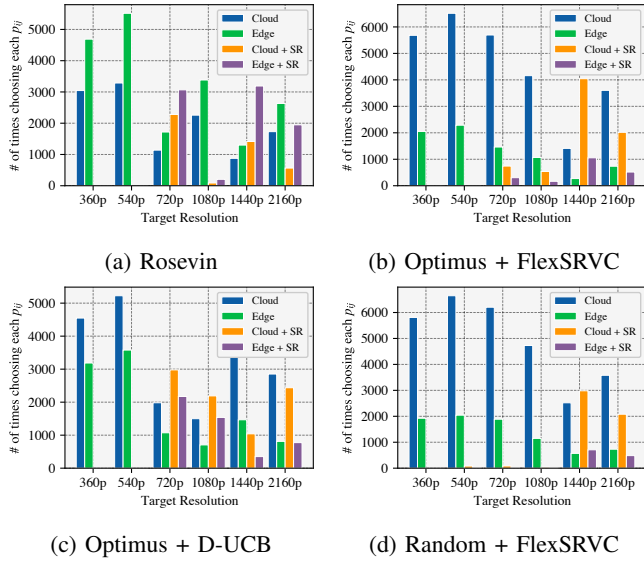 # of times choosing each p_ij
5000
4000
3000
2000
1000
0
360p 540p 720p 1080p 1440p 2160p
Target Resolution
Cloud
Edge
Cloud + SR
Edge + SR
(a) Rosevin
# of times choosing each p_ij
6000
5000
4000
3000
2000
1000
0
360p 540p 720p 1080p 1440p 2160p
Target Resolution
Cloud
Edge
Cloud + SR
Edge + SR
(b) Optimus + FlexSRVC
# of times choosing each p_ij
5000
4000
3000
2000
1000
0
360p 540p 720p 1080p 1440p 2160p
Target Resolution
Cloud
Edge
Cloud + SR
Edge + SR
(c) Optimus + D-UCB
# of times choosing each p_ij
6000
5000
4000
3000
2000
1000
0
360p 540p 720p 1080p 1440p 2160p
Target Resolution
Cloud
Edge
Cloud + SR
Edge + SR
(d) Random + FlexSRVC